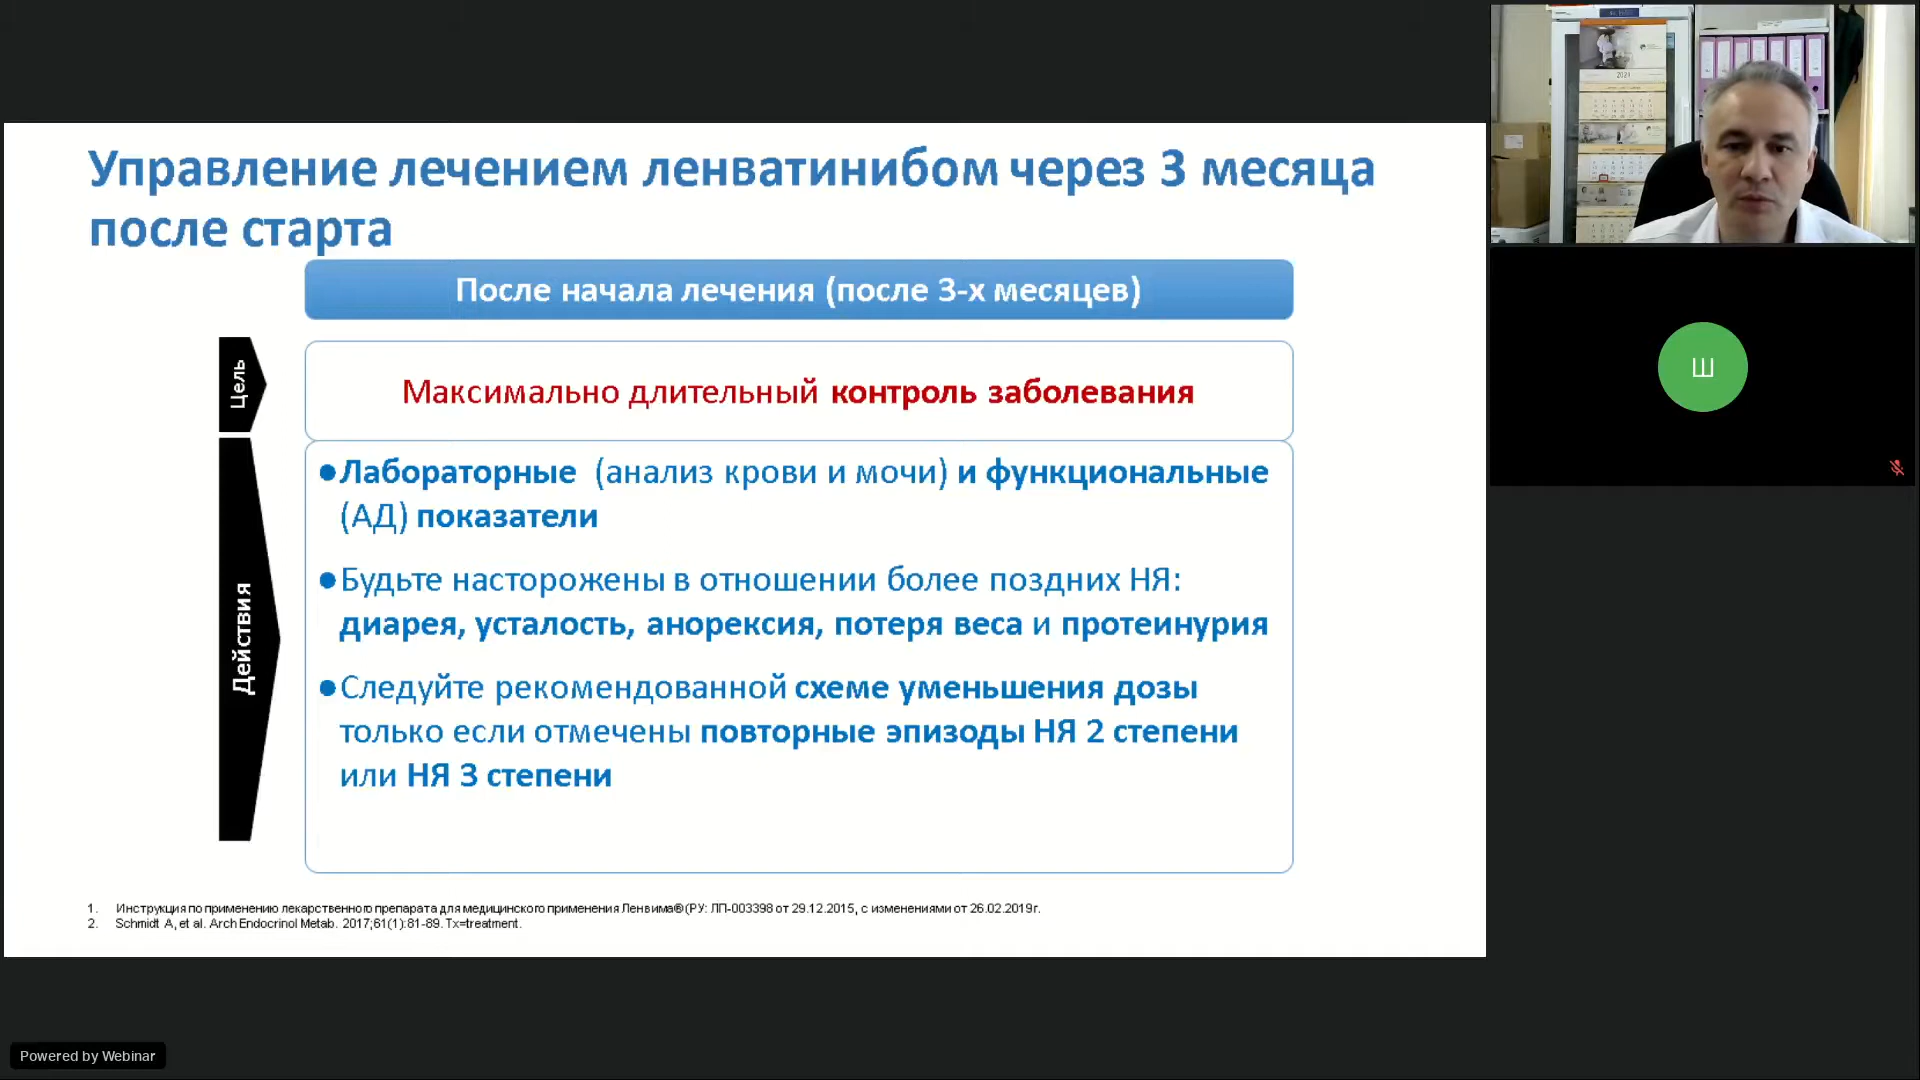 Управление лечением ленватинибом через 3 месяца
после старта
После начала лечения (после 3-х месяцев)
Цель
Максимально длительный контроль заболевания
Действия
●Лабораторные (анализ крови и мочи) и функциональные
(АД) показатели
●Будьте насторожены в отношении более поздних НЯ:
диарея, усталость, анорексия, потеря веса и протеинурия
●Следуйте рекомендованной схеме уменьшения дозы
только если отмечены повторные эпизоды НЯ 2 степени
или НЯ 3 степени
1. Инструкция по применению лекарственного препарата для медицинского применения Ленвима® (РУ: ЛП-003398 от 29.12.2015, с изменениями от 26.02.2019г.
2. Schmidt A, et al. Arch Endocrinol Metab. 2017;61(1):81-89. Tx=treatment.
2021
Ш
Powered by Webinar